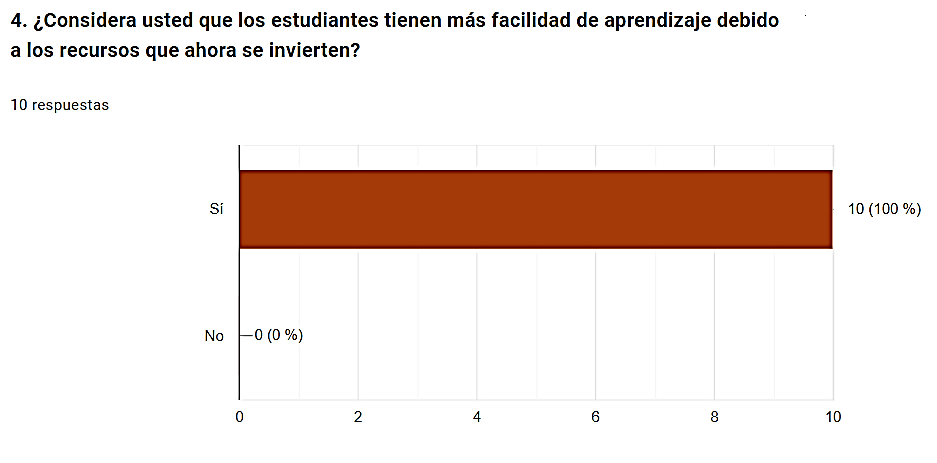 4. ¿Considera usted que los estudiantes tienen más facilidad de aprendizaje debido
a los recursos que ahora se invierten?
10 respuestas
Sí
10 (100 %)
No
0 (0 %)
0
2
4
6
8
10